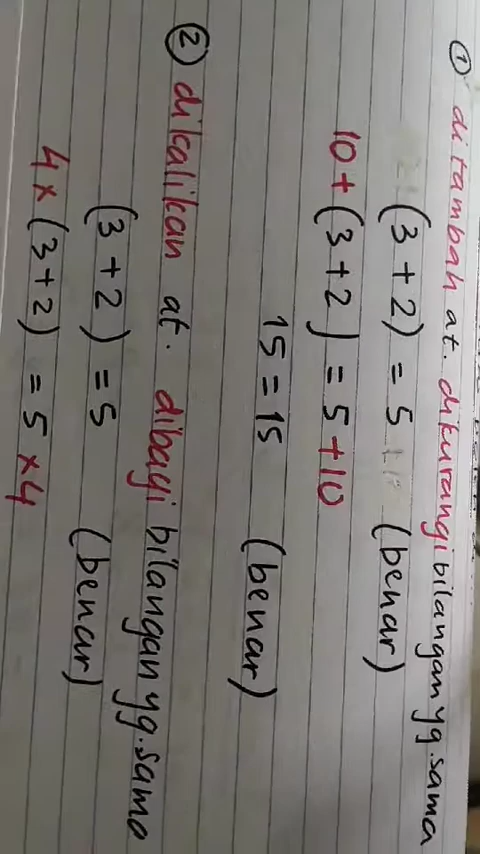 ① ditambah at. dikurangi bilangan yg. sama
(3+2) = 5 (benar)
10+(3+2) = 5+10
15 = 15 (benar)
② dikalikan at. dibagi bilangan yg. sama
(3+2) = 5 (benar)
4×(3+2) = 5×4